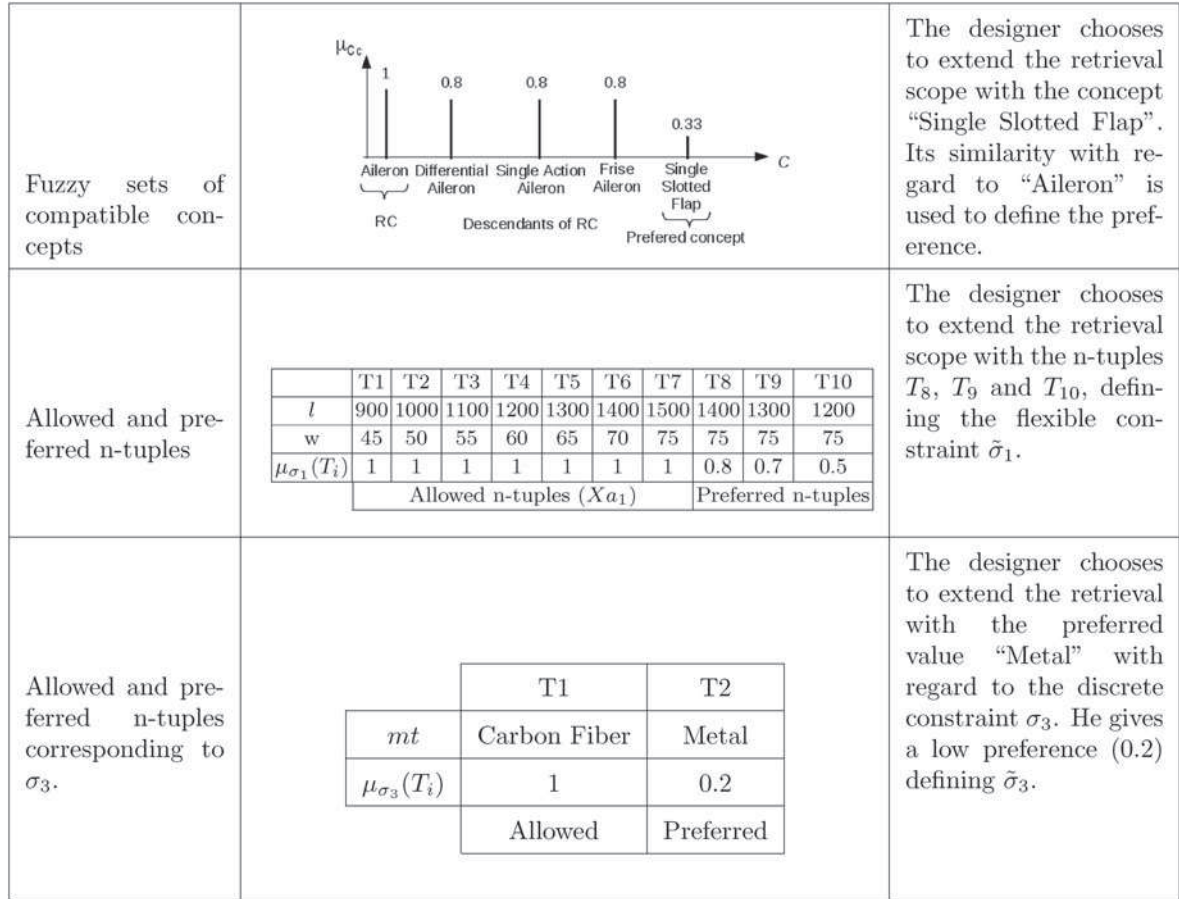 Fuzzy sets of
compatible con-
cepts
μCc
1
0.8
0.8
0.8
0.33
C
Aileron Differential Single Action Frise Single
Aileron Aileron Aileron Slotted
Flap
RC
Descendants of RC
Prefered concept
The designer chooses
to extend the retrieval
scope with the concept
“Single Slotted Flap”.
Its similarity with re-
gard to “Aileron” is
used to define the pref-
erence.
Allowed and pre-
ferred n-tuples
T1 T2 T3 T4 T5 T6 T7 T8 T9 T10
l 900 1000 1100 1200 1300 1400 1500 1400 1300 1200
w 45 50 55 60 65 70 75 75 75 75
μσ1(Ti) 1 1 1 1 1 1 1 0.8 0.7 0.5
Allowed n-tuples (Xa1) Preferred n-tuples
The designer chooses
to extend the retrieval
scope with the n-tuples
T8, T9 and T10, defin-
ing the flexible con-
straint σ̃1.
Allowed and pre-
ferred n-tuples
corresponding to
σ3.
T1 T2
mt Carbon Fiber Metal
μσ3(Ti) 1 0.2
Allowed Preferred
The designer chooses
to extend the retrieval
with the preferred
value “Metal” with
regard to the discrete
constraint σ3. He gives
a low preference (0.2)
defining σ̃3.